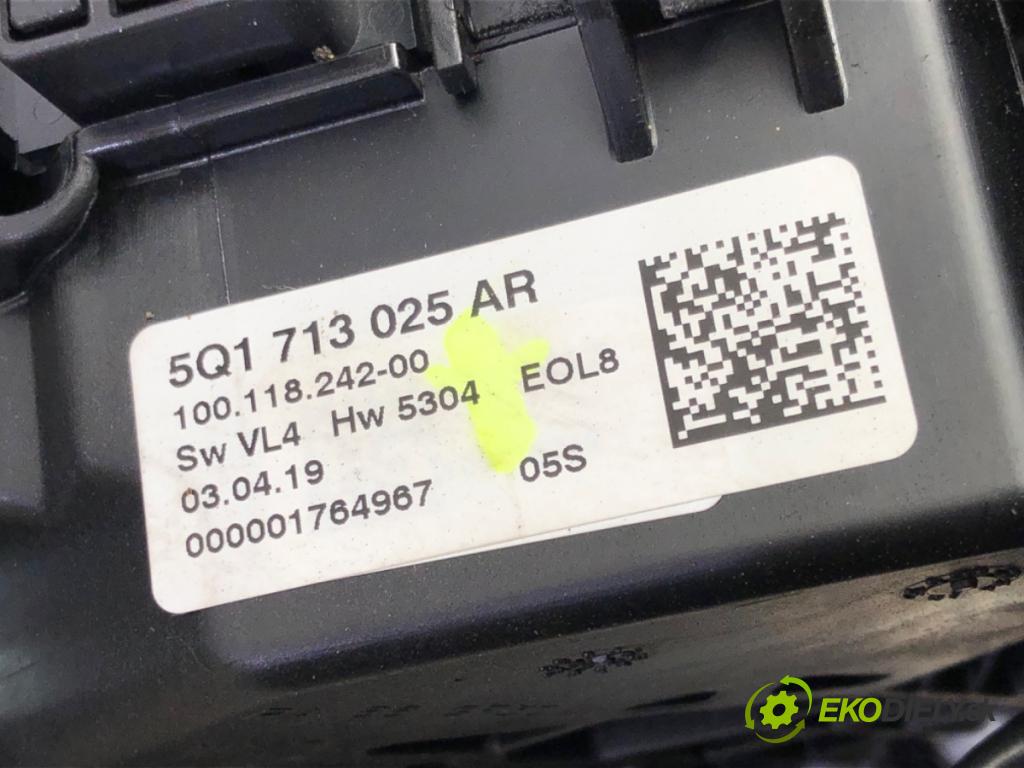 5Q1 713 025 AR
100.118.242-00
Sw VL4 Hw 5304 EOL8
03.04.19
000001764967 05S
EKODIELY.SK